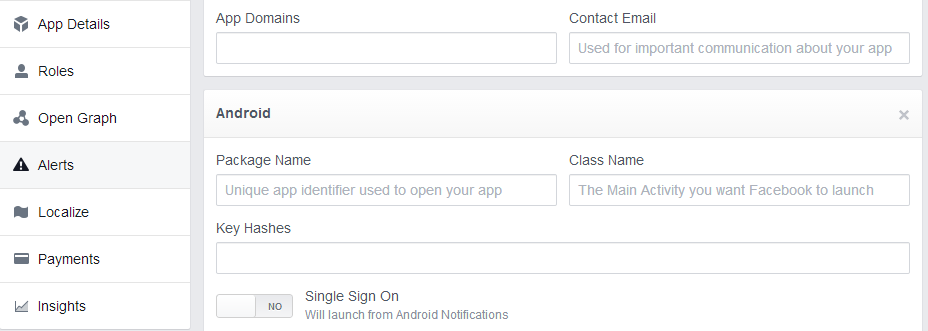 App Details
Roles
Open Graph
Alerts
Localize
Payments
Insights
App Domains
Contact Email
Used for important communication about your app
Android
Package Name
Class Name
Unique app identifier used to open your app
The Main Activity you want Facebook to launch
Key Hashes
NO
Single Sign On
Will launch from Android Notifications